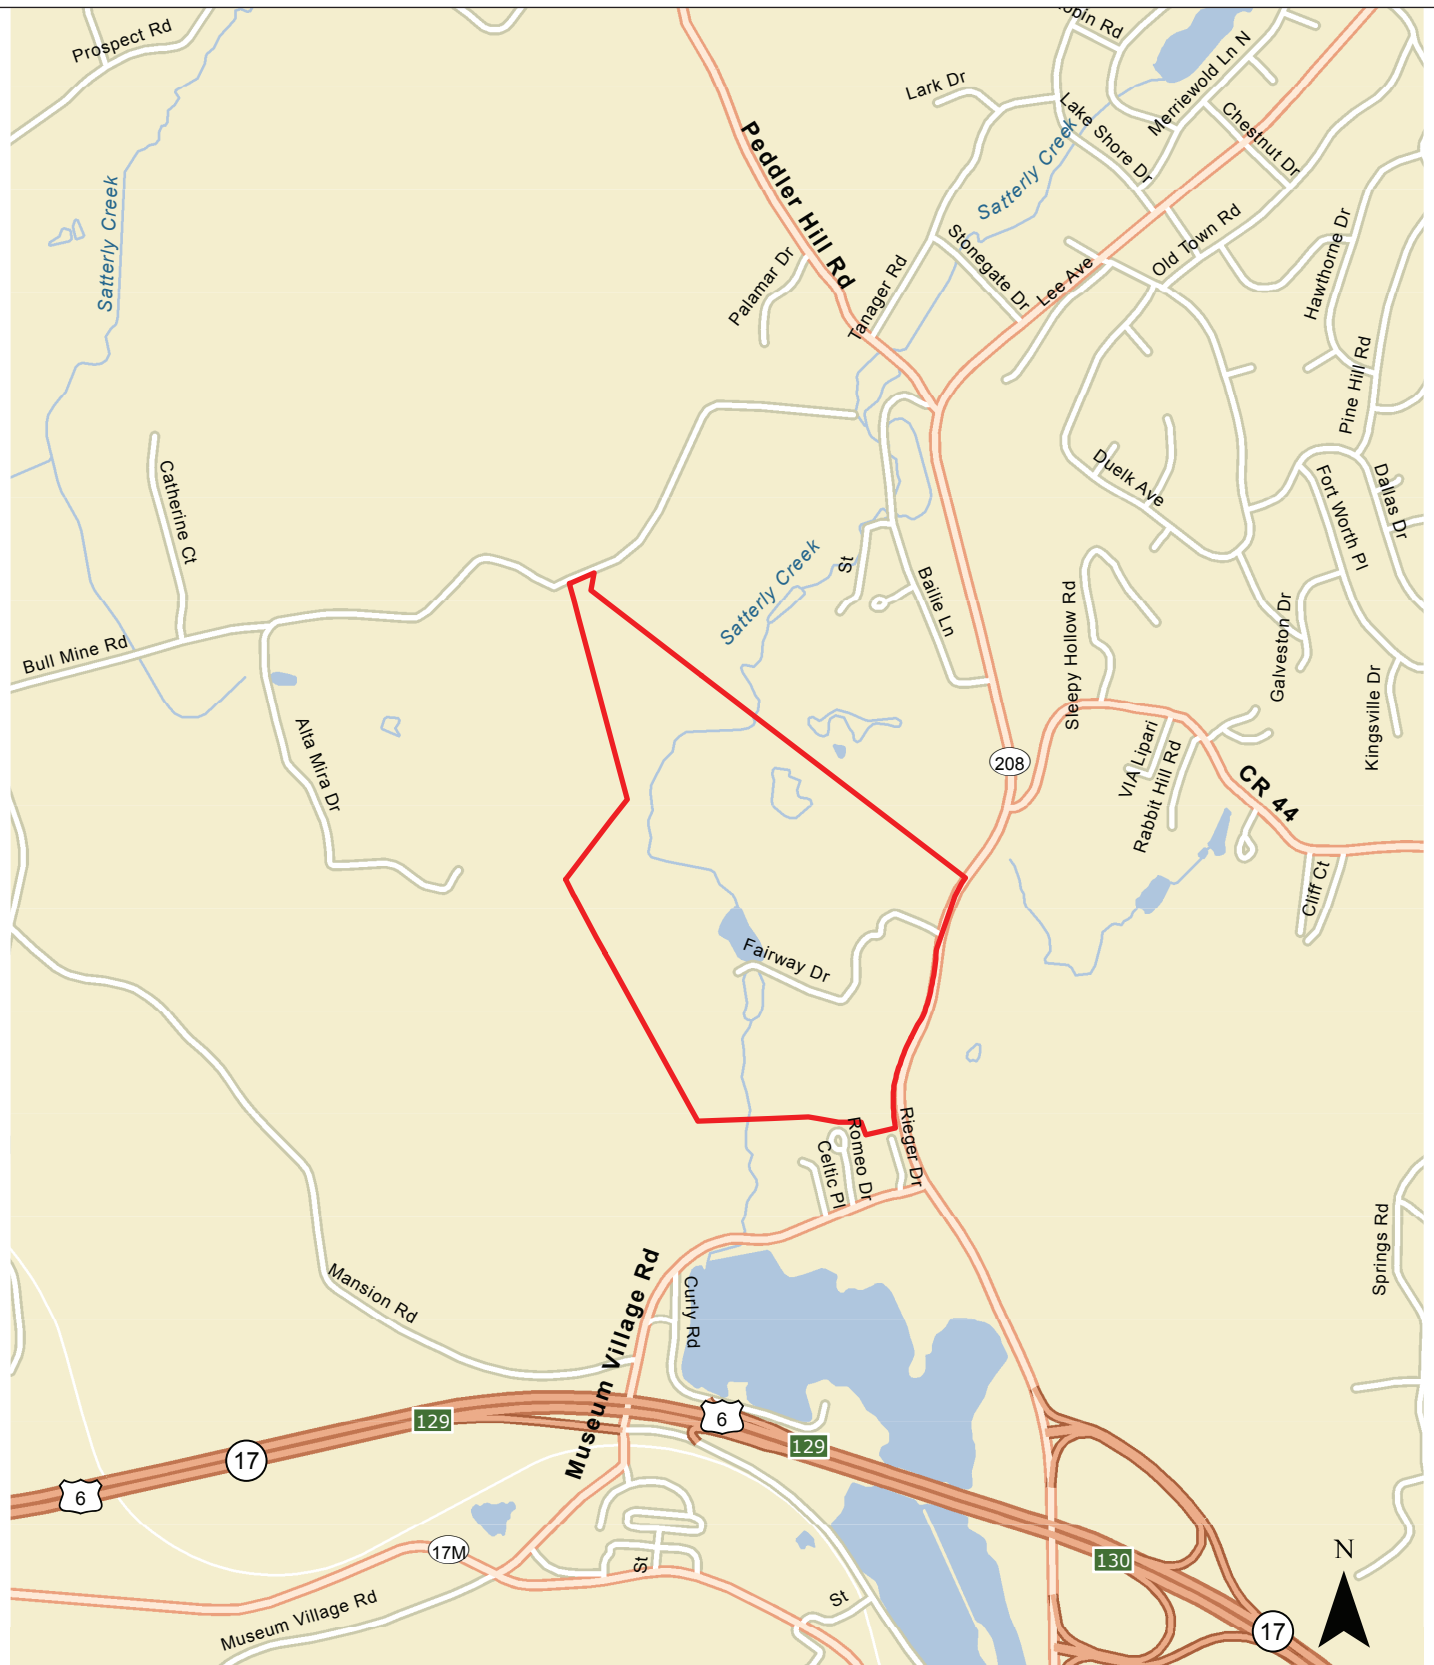 Prospect Rd
Robin Rd
Merriewold Ln N
Lark Dr
Lake Shore Dr
Chestnut Dr
Peddler Hill Rd
Satterly Creek
Satterly Creek
Old Town Rd
Hawthorne Dr
Stonegate Dr
Palamar Dr
Tanager Rd
Lee Ave
Pine Hill Rd
Catherine Ct
Duelk Ave
Fort Worth Pl
Dallas Dr
Satterly Creek
St
Bailie Ln
Sleepy Hollow Rd
Galveston Dr
Bull Mine Rd
Kingsville Dr
Alta Mira Dr
208
VIA Lipari
Rabbit Hill Rd
CR 44
Cliff Ct
Fairway Dr
Rieger Dr
Romeo Dr
Celtic Pl
Springs Rd
Mansion Rd
Museum Village Rd
Curly Rd
129
6
129
17
6
17M
St
130
N
St
Museum Village Rd
17